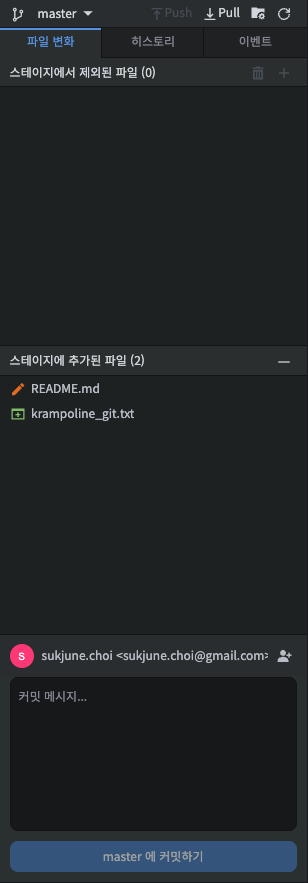 master Push Pull
파일 변화 히스토리 이벤트
스테이지에서 제외된 파일 (0)
스테이지에 추가된 파일 (2)
README.md
krampoline_git.txt
S sukjune.choi <sukjune.choi@gmail.com>
커밋 메시지...
master 에 커밋하기